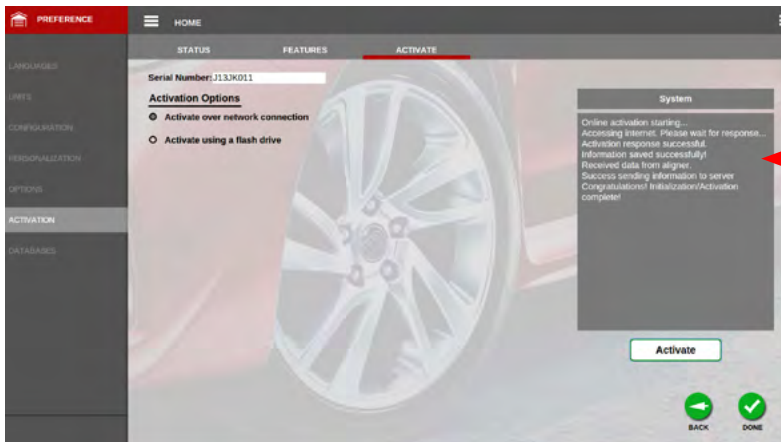 PREFERENCE
HOME
STATUS FEATURES ACTIVATE
LANGUAGES
UNITS
CONFIGURATION
PERSONALIZATION
OPTIONS
ACTIVATION
DATABASES
Serial Number: J13JK011
Activation Options
Activate over network connection
Activate using a flash drive
System
Online activation starting...
Accessing internet. Please wait for response...
Activation response successful.
Information saved successfully!
Received data from aligner.
Success sending information to server
Congratulations! Initialization/Activation
complete!
Activate
BACK DONE